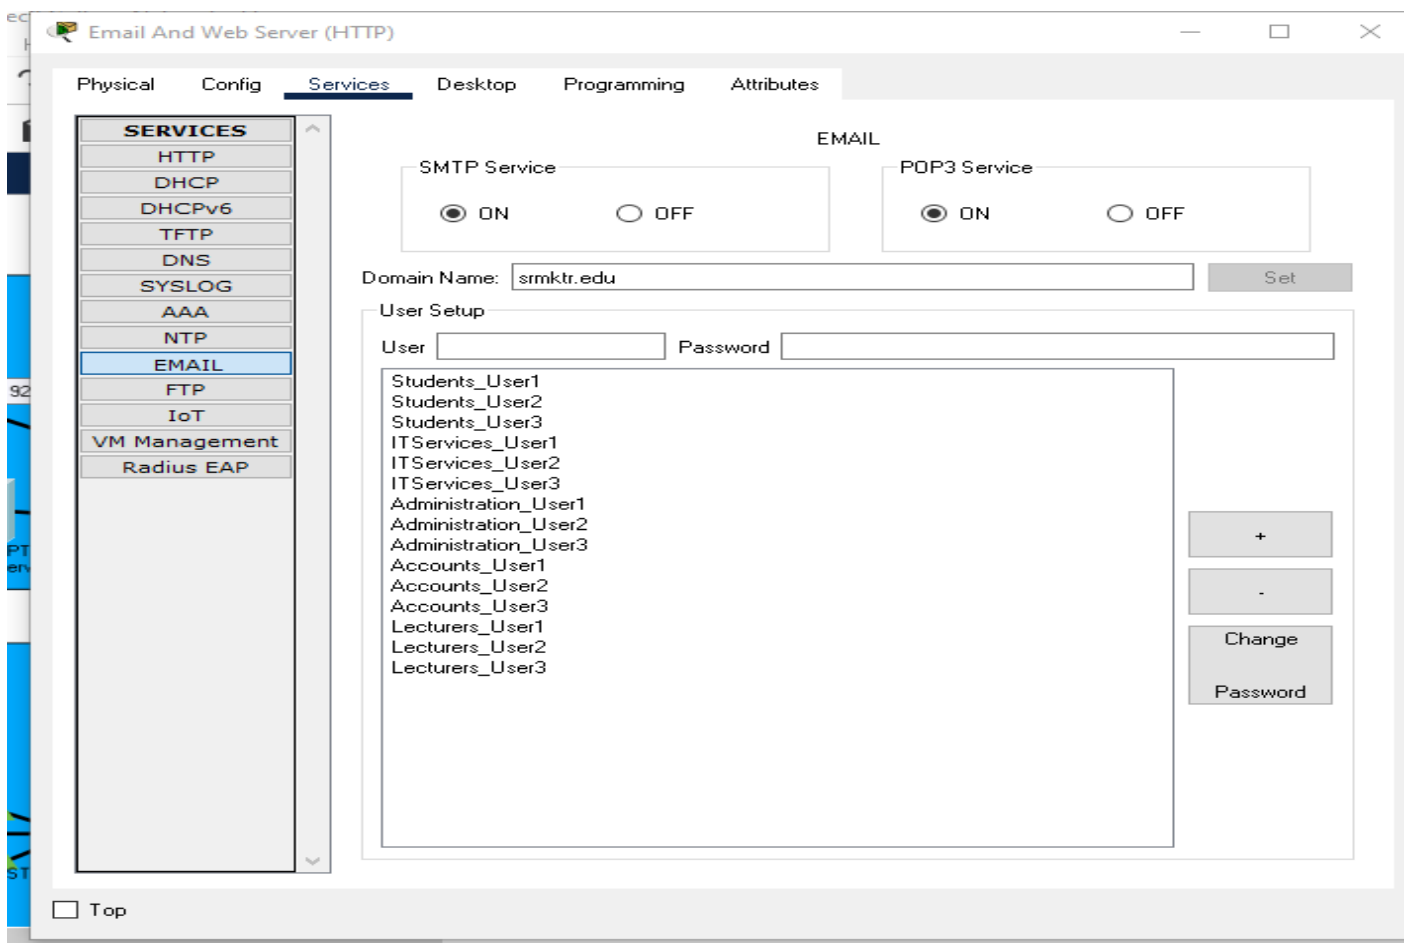 Email And Web Server (HTTP)
Physical Config Services Desktop Programming Attributes
SERVICES
HTTP
DHCP
DHCPv6
TFTP
DNS
SYSLOG
AAA
NTP
EMAIL
FTP
IoT
VM Management
Radius EAP
EMAIL
SMTP Service
ON OFF
POP3 Service
ON OFF
Domain Name: srmktr.edu Set
User Setup
User Password
Students_User1
Students_User2
Students_User3
ITServices_User1
ITServices_User2
ITServices_User3
Administration_User1
Administration_User2
Administration_User3
Accounts_User1
Accounts_User2
Accounts_User3
Lecturers_User1
Lecturers_User2
Lecturers_User3
+
-
Change
Password
Top
92
PT
ST